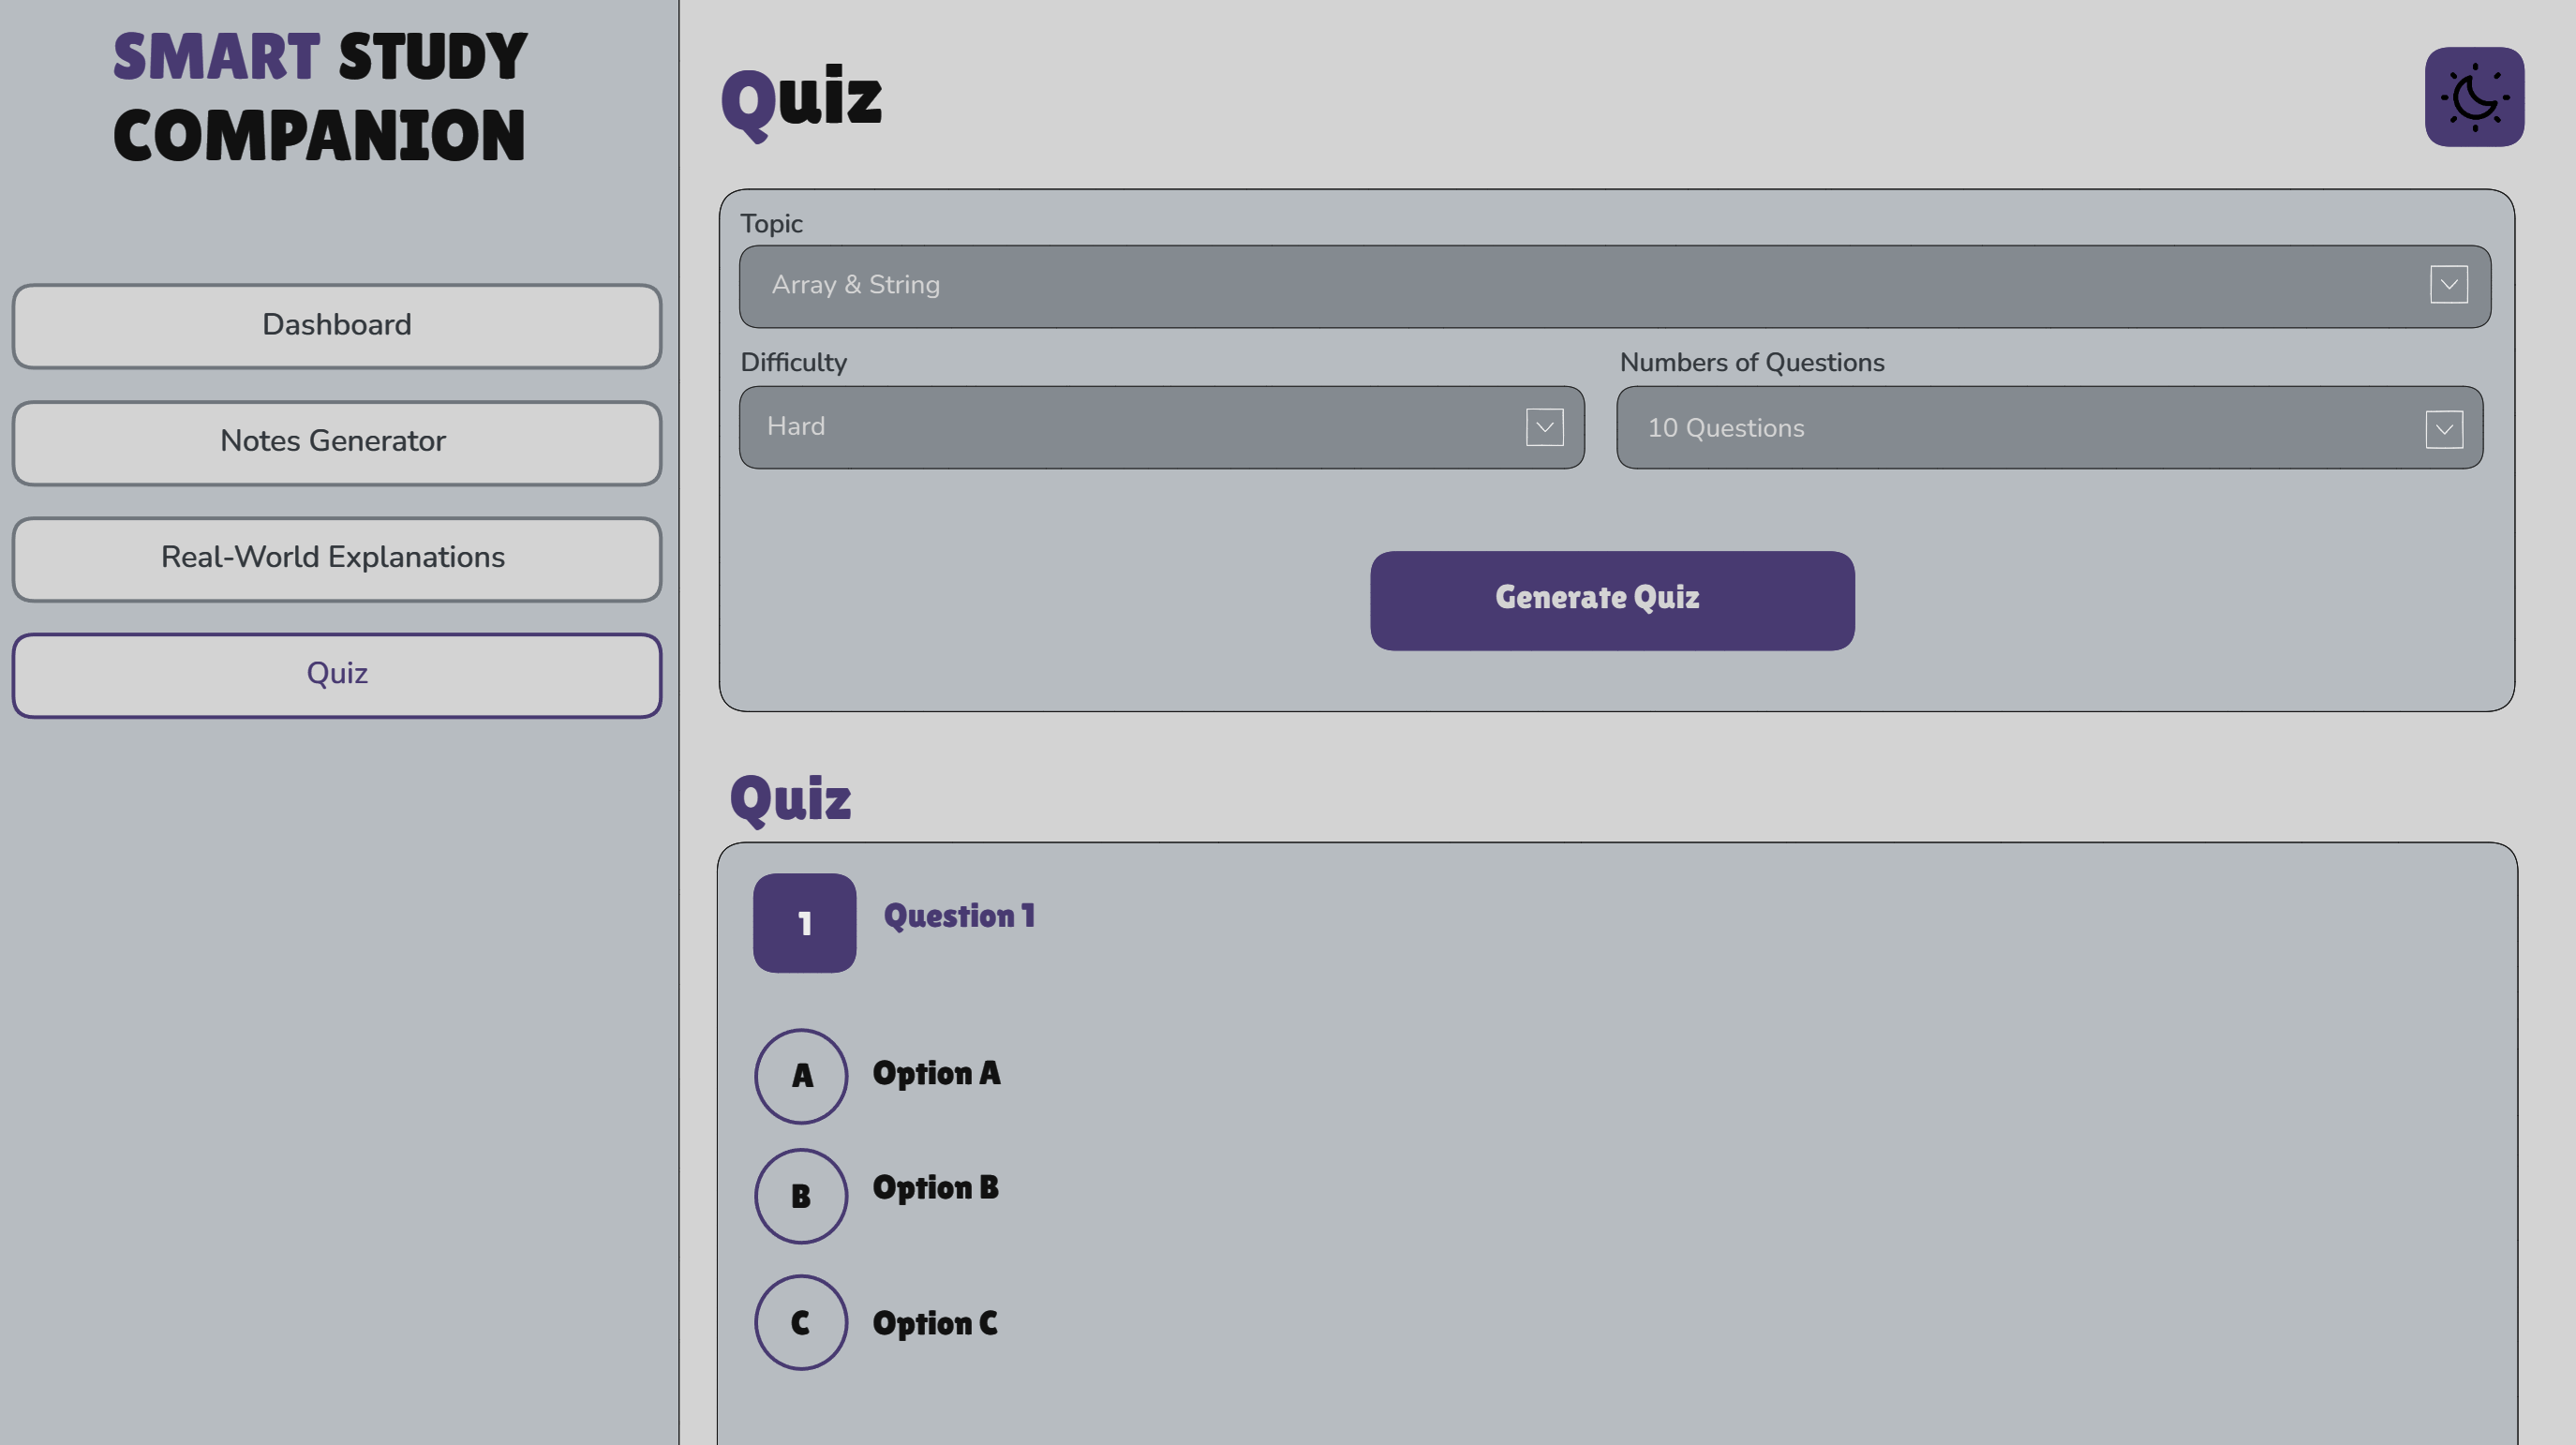 SMART STUDY
COMPANION
Dashboard
Notes Generator
Real-World Explanations
Quiz
Quiz
Topic
Array & String
Difficulty
Numbers of Questions
Hard
10 Questions
Generate Quiz
Quiz
1
Question 1
A
Option A
B
Option B
C
Option C